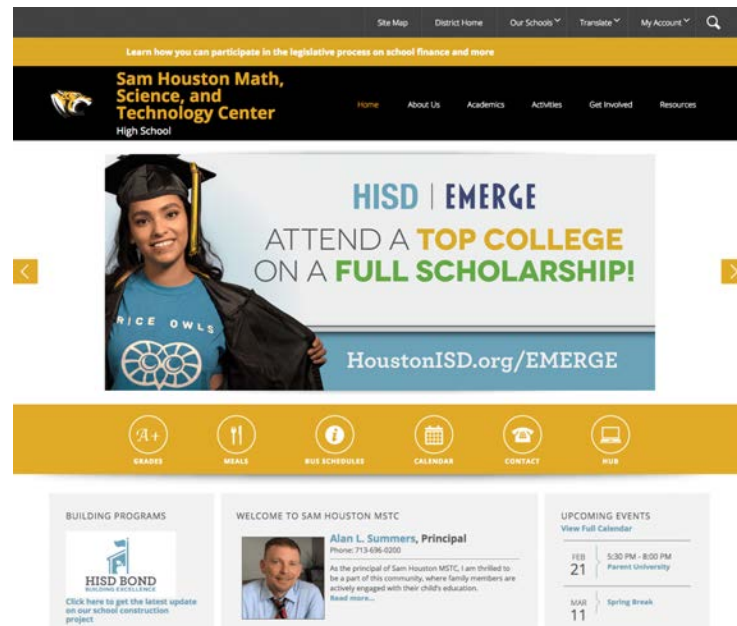 Site Map District Home Our Schools Translate My Account
Learn how you can participate in the legislative process on school finance and more
Sam Houston Math,
Science, and
Technology Center
High School
Home About Us Academics Activities Get Involved Resources
HISD | EMERGE
ATTEND A TOP COLLEGE
ON A FULL SCHOLARSHIP!
RICE OWLS
HoustonISD.org/EMERGE
A+
GRADES MEALS BUS SCHEDULES CALENDAR CONTACT HUB
BUILDING PROGRAMS
HISD BOND
BUILDING EXCELLENCE
Click here to get the latest update
on our school construction
project
WELCOME TO SAM HOUSTON MSTC
Alan L. Summers, Principal
Phone: 713-696-0200
As the principal of Sam Houston MSTC, I am thrilled to
be a part of this community, where family members are
actively engaged with their child's education.
Read more...
UPCOMING EVENTS
View Full Calendar
FEB
21
5:30 PM - 8:00 PM
Parent University
MAR
11
Spring Break